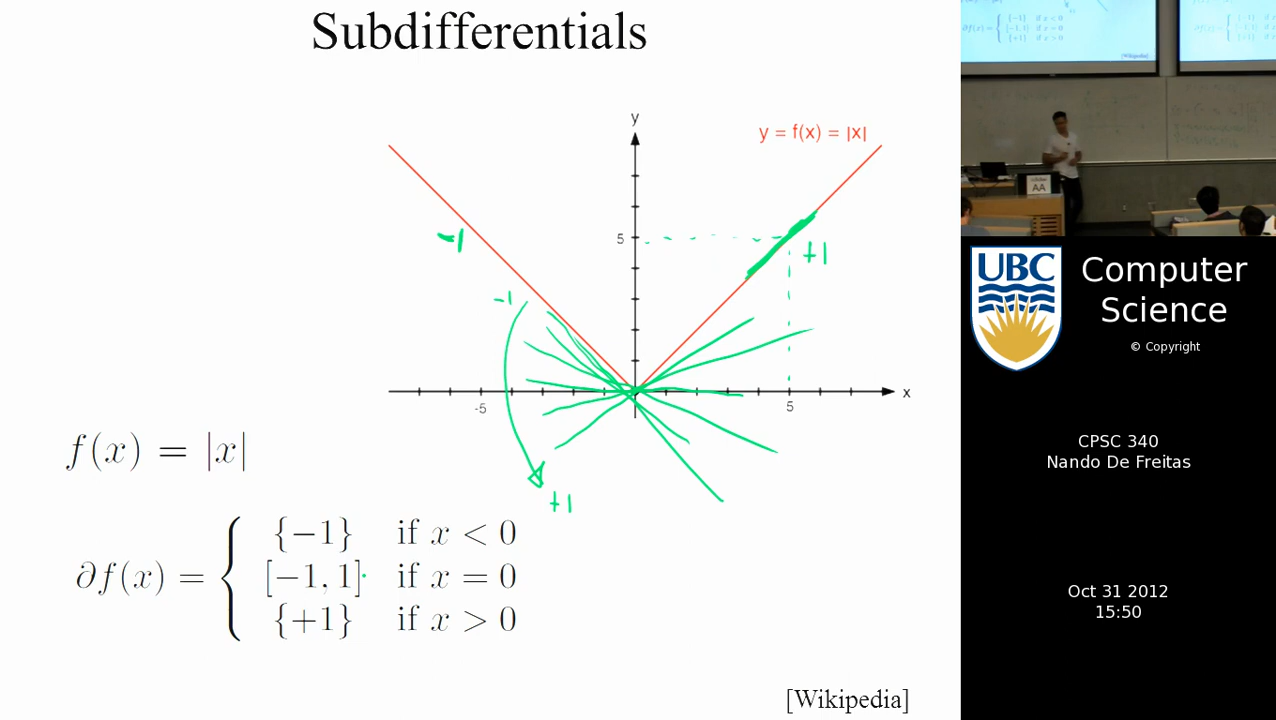 Subdifferentials
y
y = f(x) = |x|
5
-1
+1
-1
x
-5
5
+1
f(x) = |x|
∂f(x) = { {−1} if x < 0
[−1, 1] if x = 0
{+1} if x > 0
[Wikipedia]
AA
UBC
Computer
Science
© Copyright
CPSC 340
Nando De Freitas
Oct 31 2012
15:50